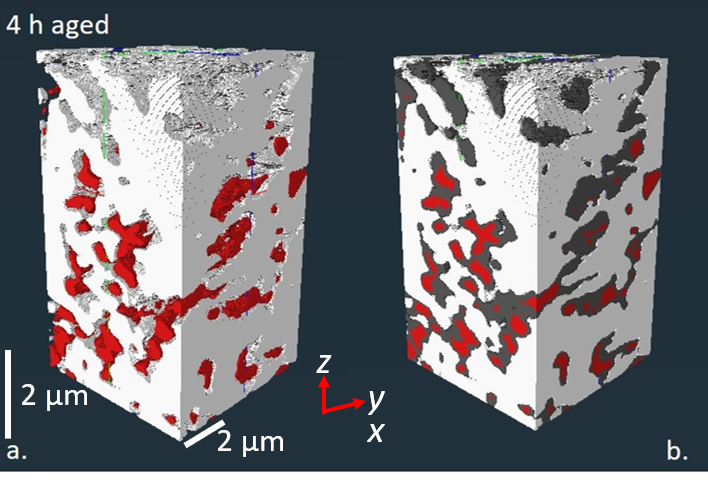 4 h aged
2 μm
2 μm
z
y
x
a.
b.